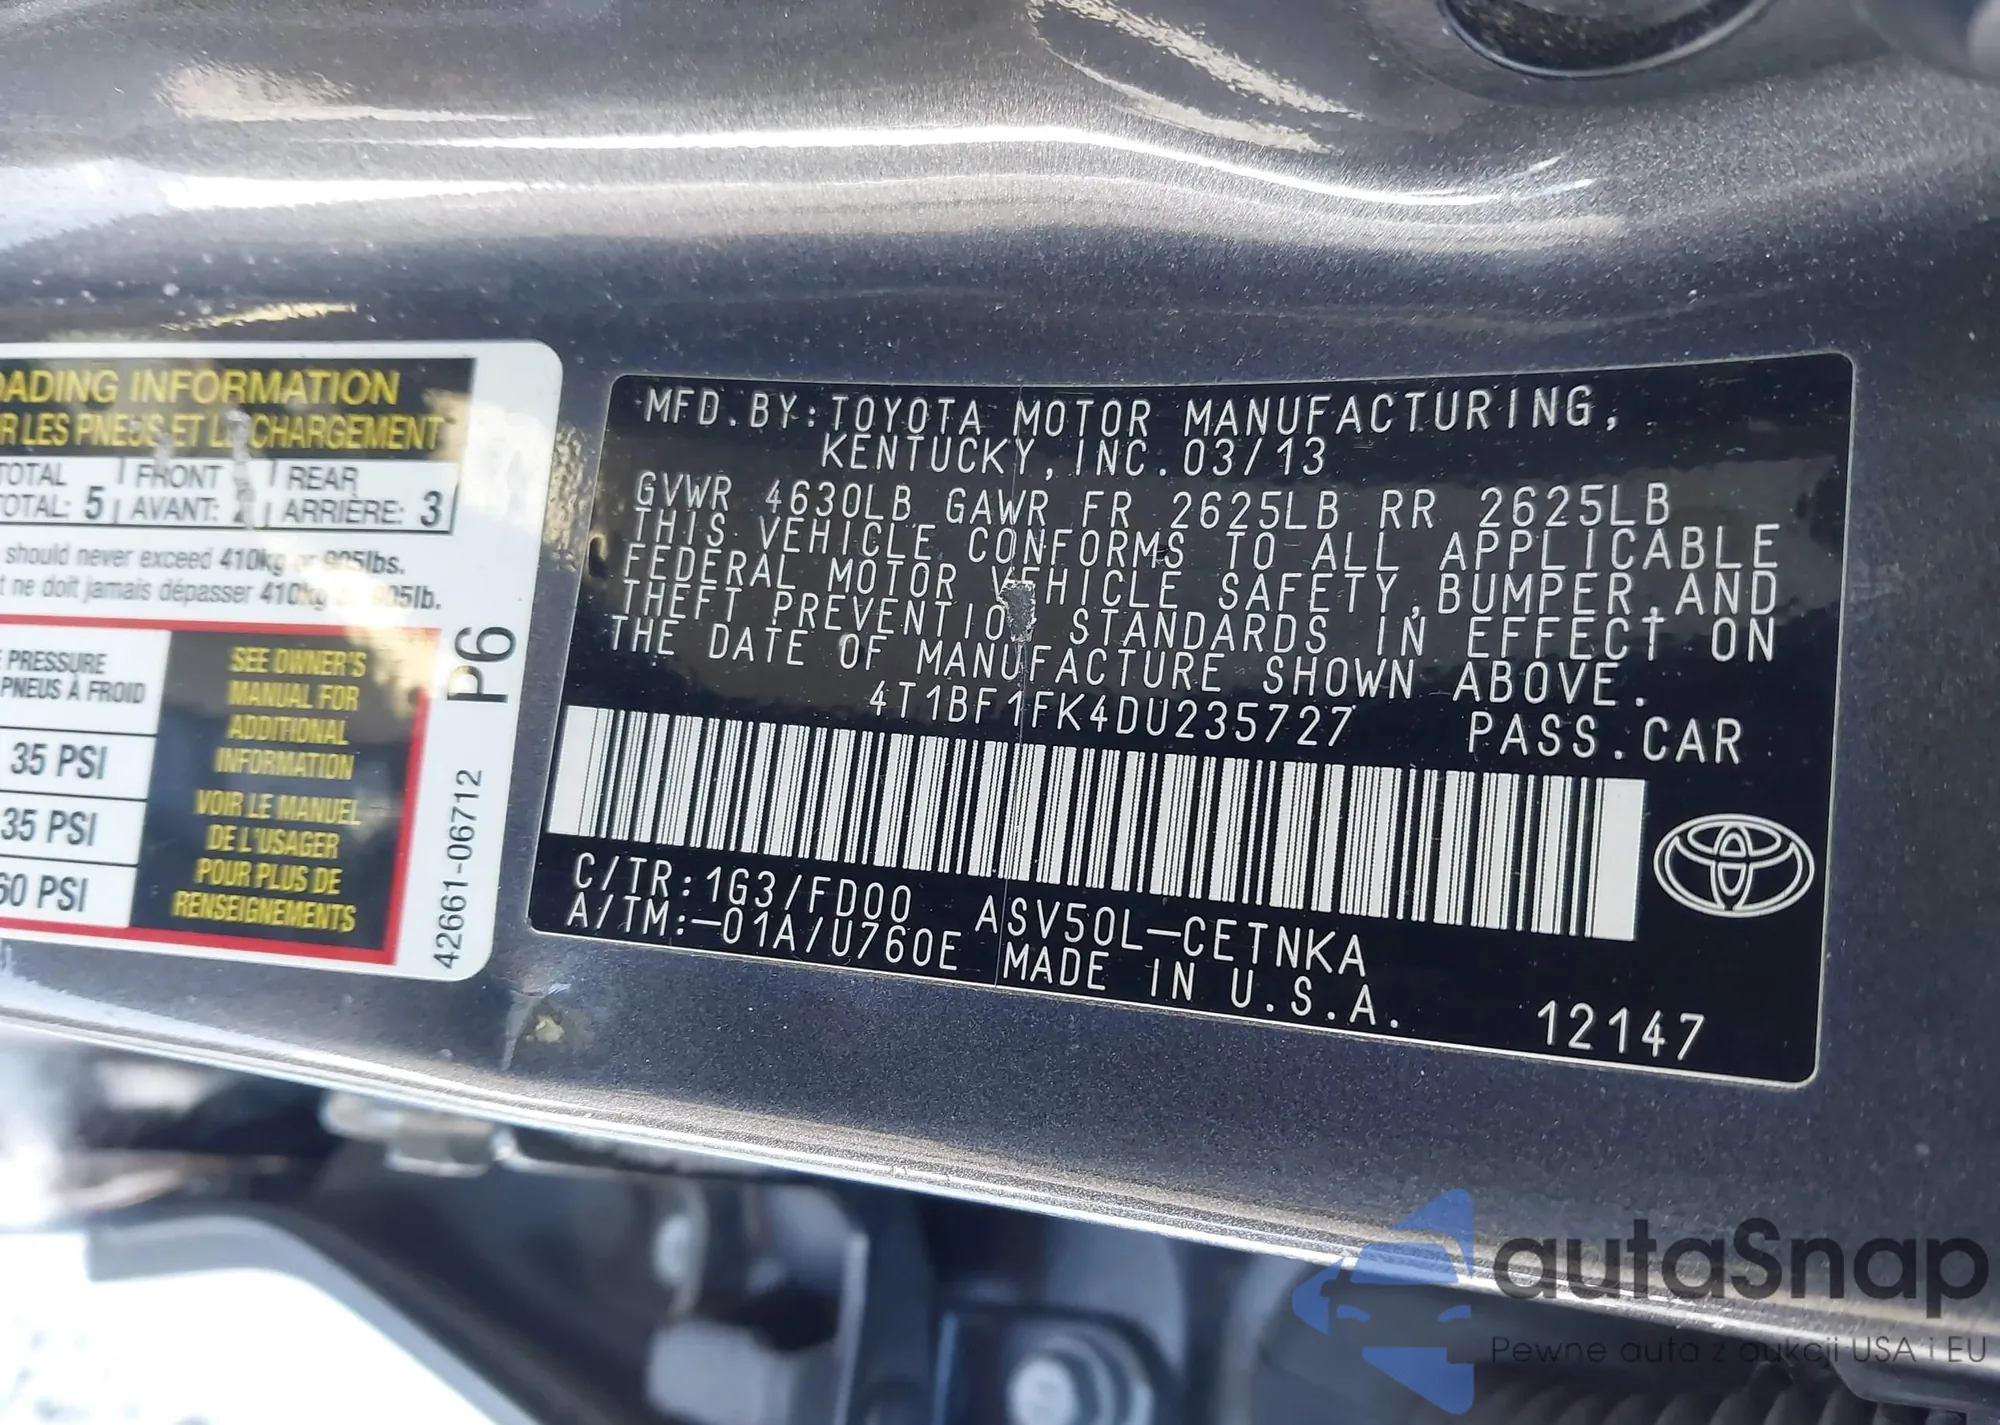 ADING INFORMATION
R LES PNEUS ET LE CHARGEMENT
TOTAL FRONT REAR
TOTAL: 5 AVANT: ARRIÈRE: 3
should never exceed 410kg or 905lbs.
t ne doit jamais dépasser 410kg 905lb.
E PRESSURE
PNEUS À FROID
35 PSI
35 PSI
60 PSI
SEE OWNER'S
MANUAL FOR
ADDITIONAL
INFORMATION
VOIR LE MANUEL
DE L'USAGER
POUR PLUS DE
RENSEIGNEMENTS
P6
42661-06712
MFD.BY:TOYOTA MOTOR MANUFACTURING,
KENTUCKY,INC.03/13
GVWR 4630LB GAWR FR 2625LB RR 2625LB
THIS VEHICLE CONFORMS TO ALL APPLICABLE
FEDERAL MOTOR VEHICLE SAFETY,BUMPER,AND
THEFT PREVENTION STANDARDS IN EFFECT ON
THE DATE OF MANUFACTURE SHOWN ABOVE.
4T1BF1FK4DU235727 PASS.CAR
C/TR:1G3/FD00 ASV50L-CETNKA
A/TM:-01A/U760E MADE IN U.S.A.
12147
autoSnap
Pewne auta z aukcji USA i EU